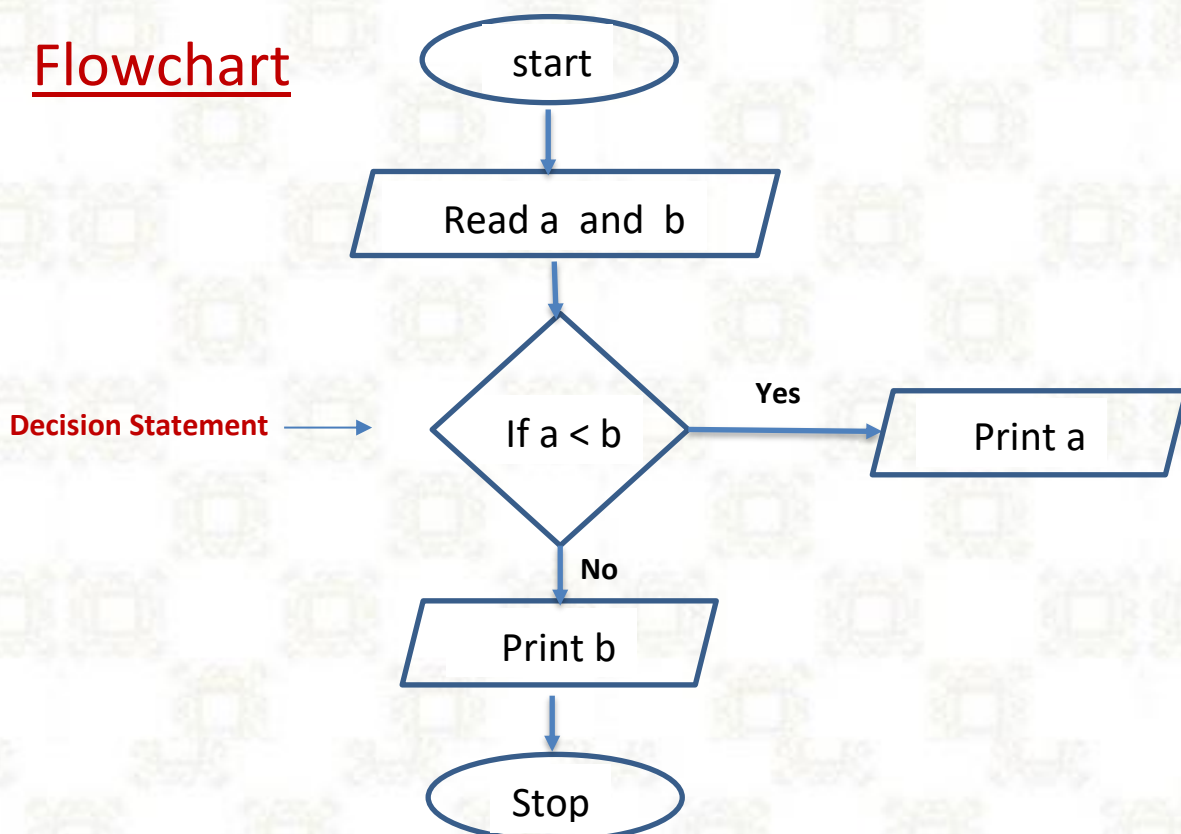 Flowchart
start
Read a and b
Decision Statement
If a < b
Yes
Print a
No
Print b
Stop